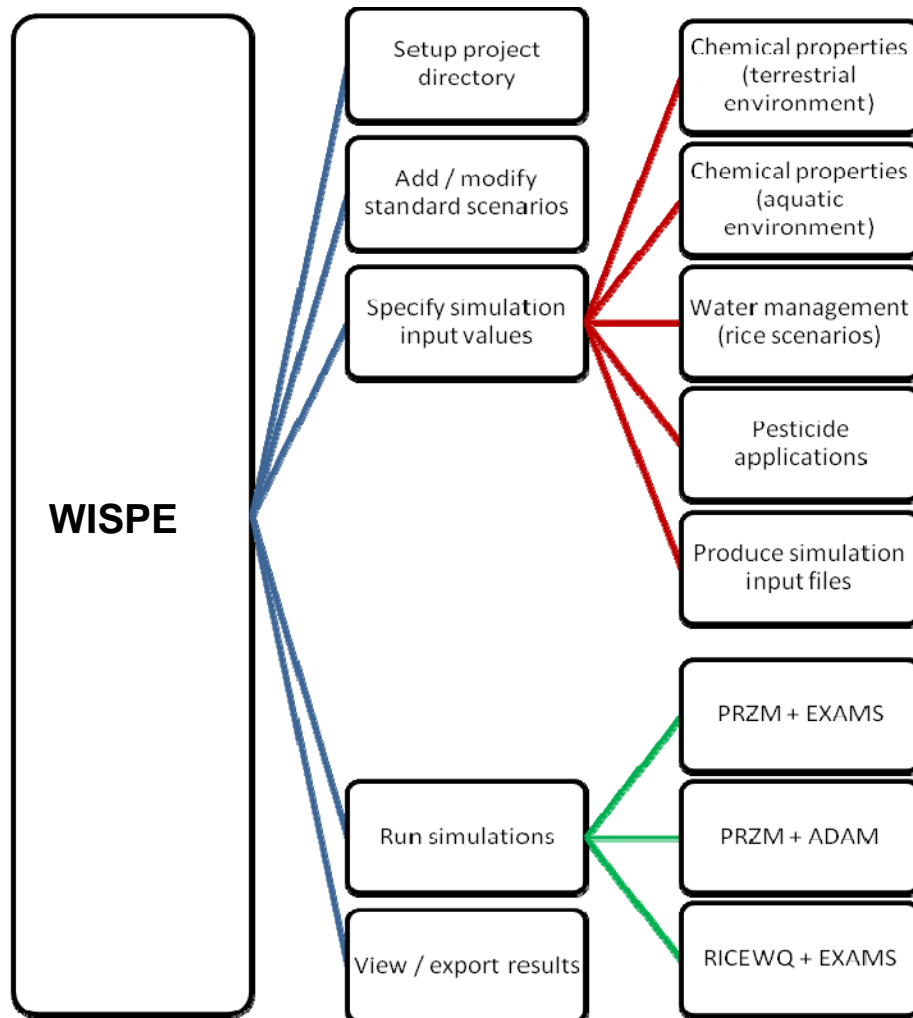 WISPE
Setup project
directory
Add / modify
standard scenarios
Specify simulation
input values
Run simulations
View / export results
Chemical properties
(terrestrial
environment)
Chemical properties
(aquatic
environment)
Water management
(rice scenarios)
Pesticide
applications
Produce simulation
input files
PRZM + EXAMS
PRZM + ADAM
RICEWQ + EXAMS